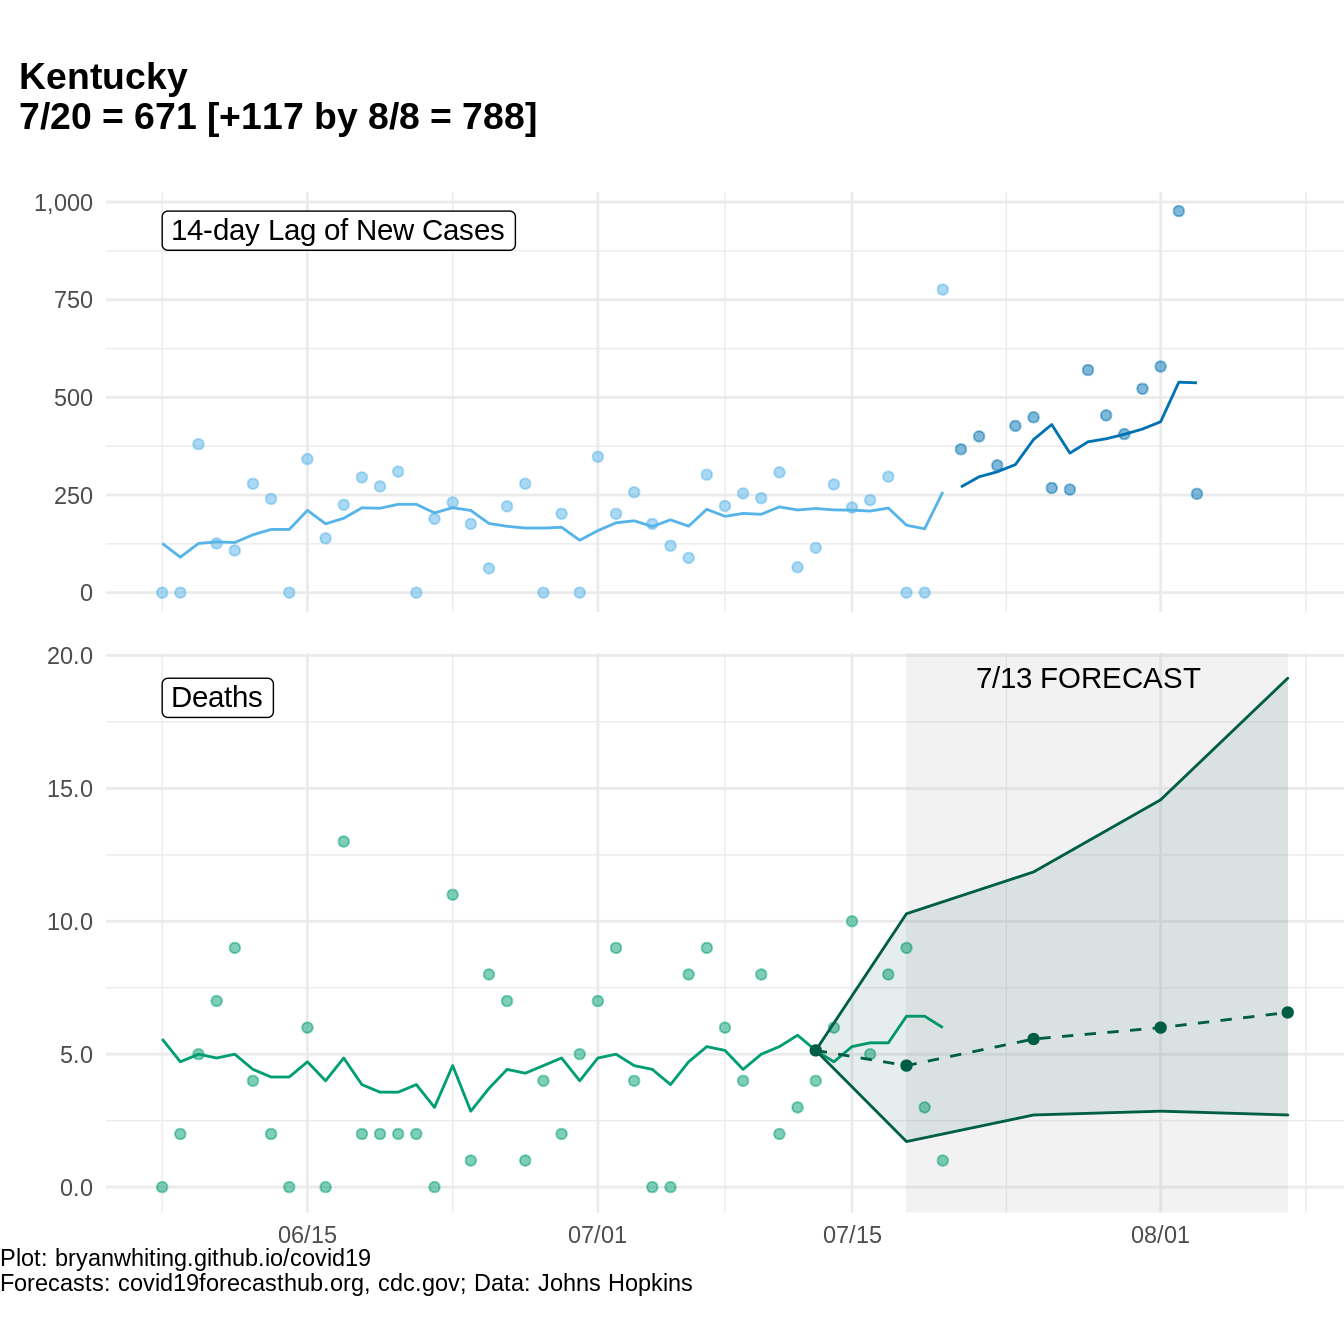 Kentucky
7/20 = 671 [+117 by 8/8 = 788]
1,000
14-day Lag of New Cases
750
500
250
0
20.0
7/13 FORECAST
Deaths
15.0
10.0
5.0
0.0
06/15 07/01 07/15 08/01
Plot: bryanwhiting.github.io/covid19
Forecasts: covid19forecasthub.org, cdc.gov; Data: Johns Hopkins